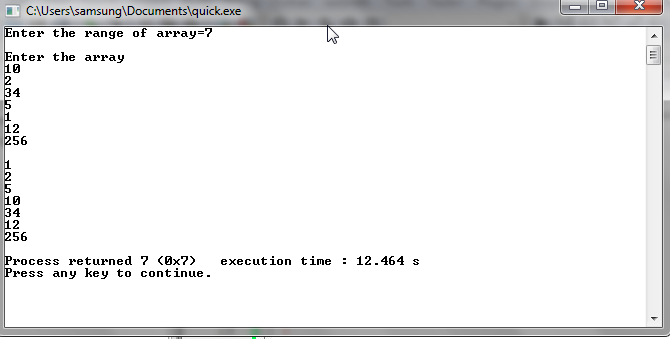 C:\Users\samsung\Documents\quick.exe
Enter the range of array=7
Enter the array
10
2
34
5
1
12
256
1
2
5
10
34
12
256
Process returned 7 (0x7)   execution time : 12.464 s
Press any key to continue.